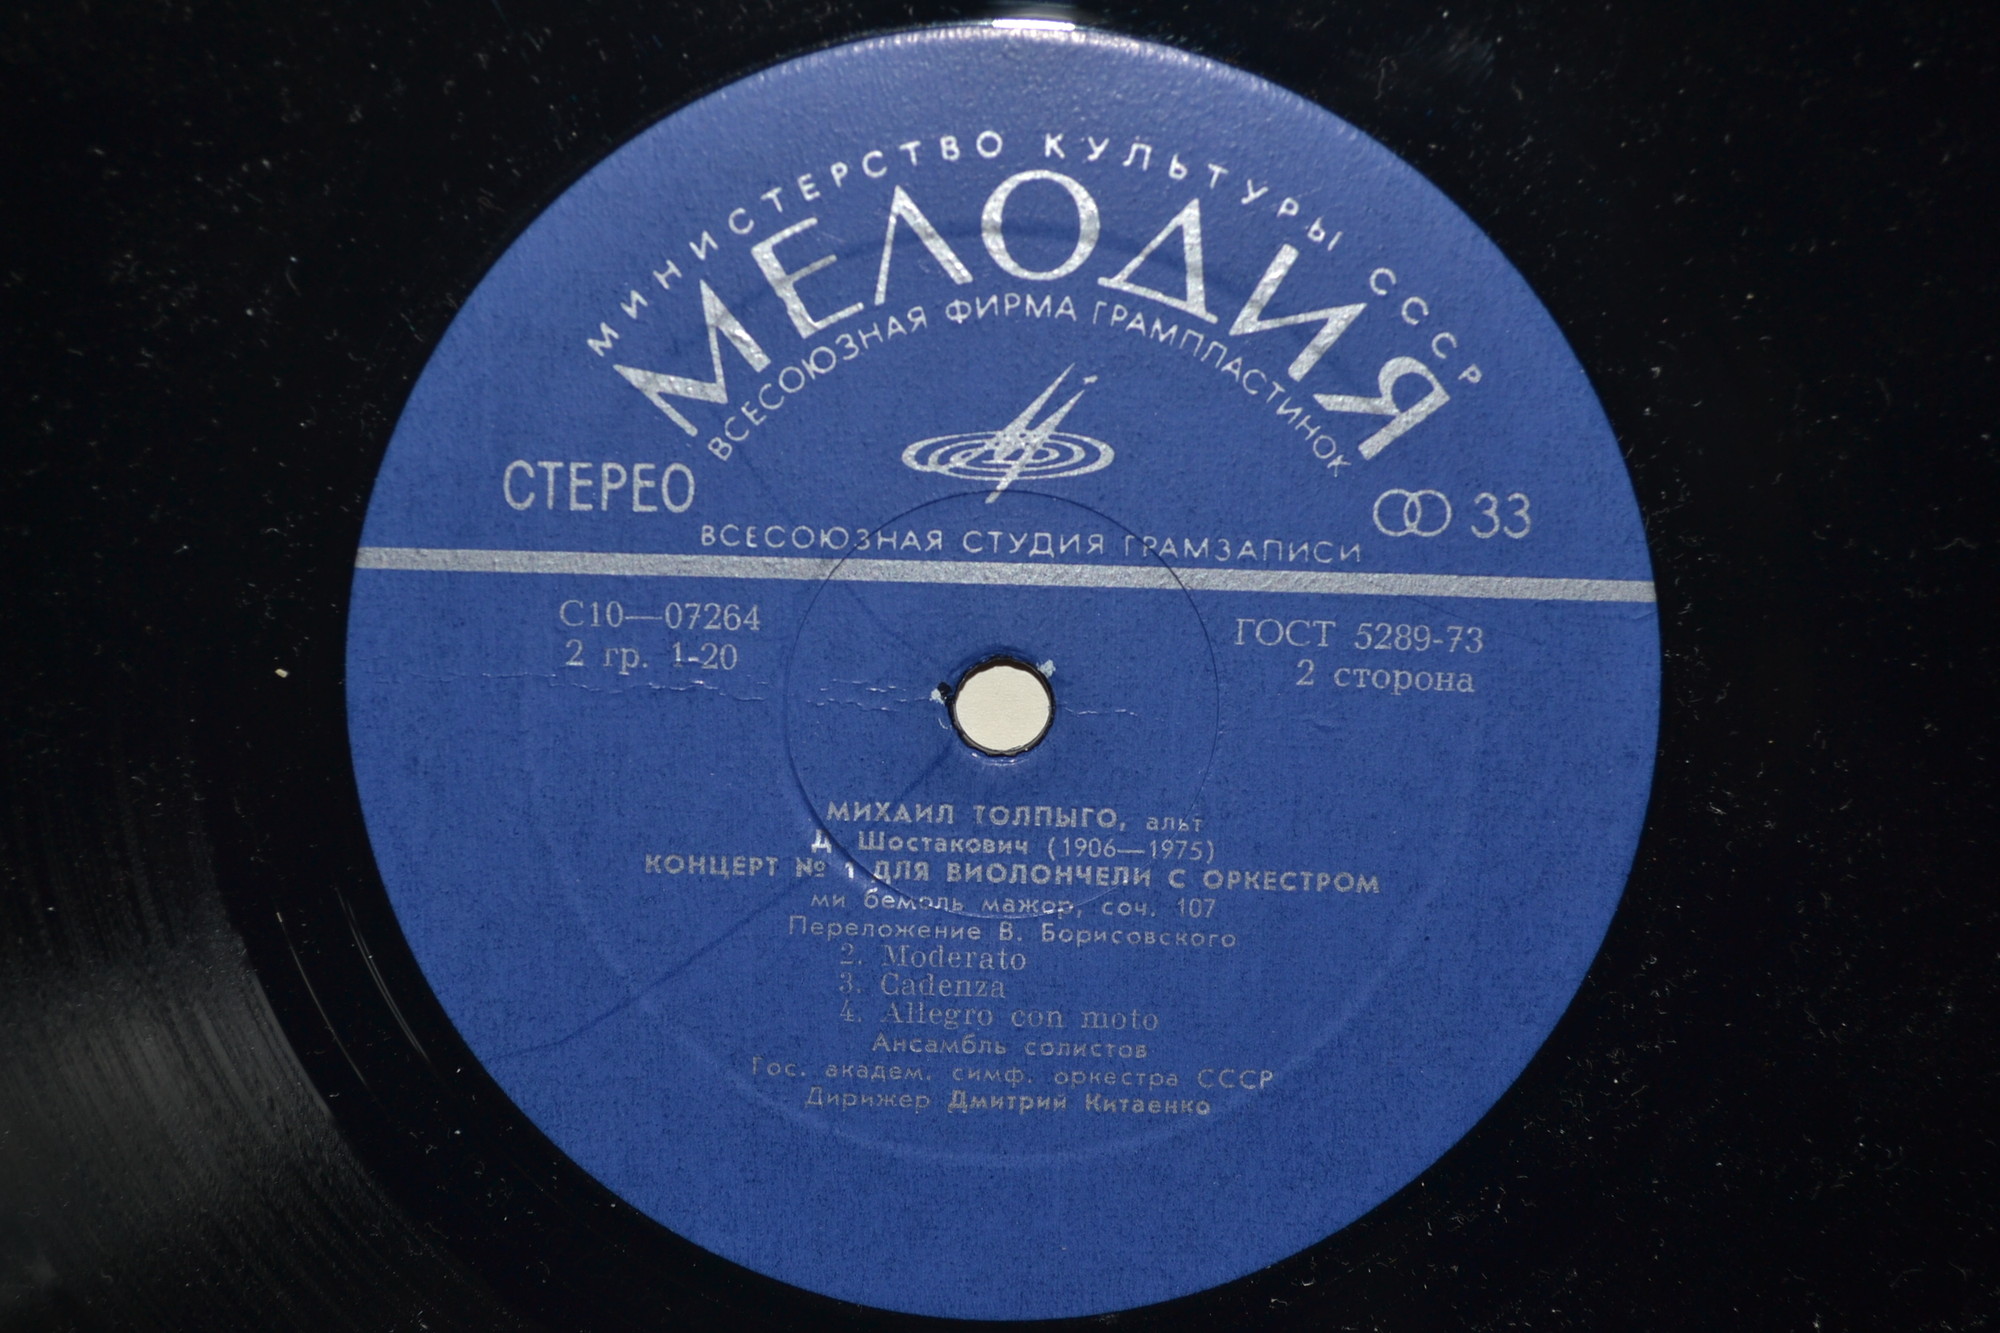 МИНИСТЕРСТВО КУЛЬТУРЫ СССР
МЕЛОДИЯ
ВСЕСОЮЗНАЯ ФИРМА ГРАМПЛАСТИНОК
СТЕРЕО
33
ВСЕСОЮЗНАЯ СТУДИЯ ГРАМЗАПИСИ
С10—07264
ГОСТ 5289-73
2 гр. 1-20
2 сторона
МИХАИЛ ТОЛПЫГО, альт
Д Шостакович (1906—1975)
КОНЦЕРТ № 1 ДЛЯ ВИОЛОНЧЕЛИ С ОРКЕСТРОМ
ми бемоль мажор, соч. 107
Переложение В. Борисовского
2. Moderato
3. Cadenza
4. Allegro con moto
Ансамбль солистов
Гос. академ. симф. оркестра СССР
Дирижер Дмитрий Китаенко